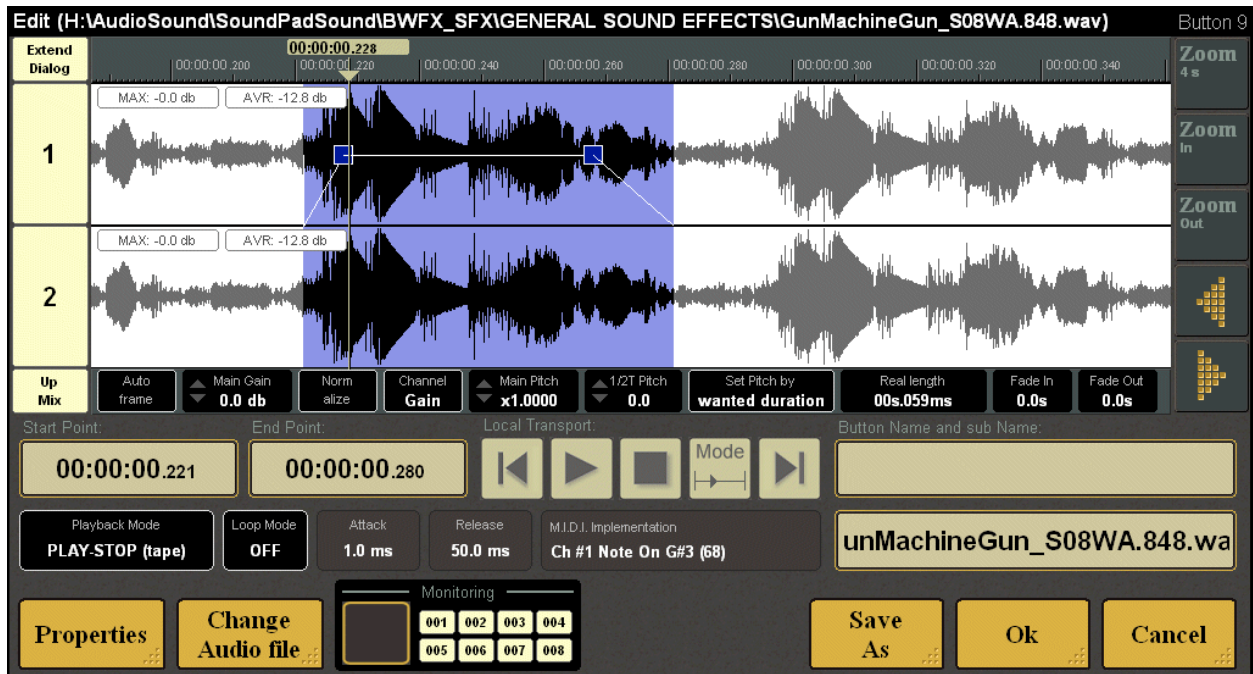 Edit (H:\AudioSound\SoundPadSound\BWFX_SFX\GENERAL SOUND EFFECTS\GunMachineGun_S08WA.848.wav) Button 9
Extend Dialog
00:00:00.228
00:00:00.200 00:00:00.220 00:00:00.240 00:00:00.260 00:00:00.280 00:00:00.300 00:00:00.320 00:00:00.340
Zoom
4 s
1
MAX: -0.0 db AVR: -12.8 db
Zoom
In
Zoom
Out
2
MAX: -0.0 db AVR: -12.8 db
Up Mix
Auto frame
Main Gain
0.0 db
Norm alize
Channel
Gain
Main Pitch
x1.0000
1/2T Pitch
0.0
Set Pitch by
wanted duration
Real length
00s.059ms
Fade In
0.0s
Fade Out
0.0s
Start Point: End Point: Local Transport: Button Name and sub Name:
00:00:00.221 00:00:00.280 Mode
Playback Mode
PLAY-STOP (tape)
Loop Mode
OFF
Attack
1.0 ms
Release
50.0 ms
M.I.D.I. Implementation
Ch #1 Note On G#3 (68)
unMachineGun_S08WA.848.wa
Properties
Change
Audio file
Monitoring
001 002 003 004
005 006 007 008
Save
As
Ok
Cancel